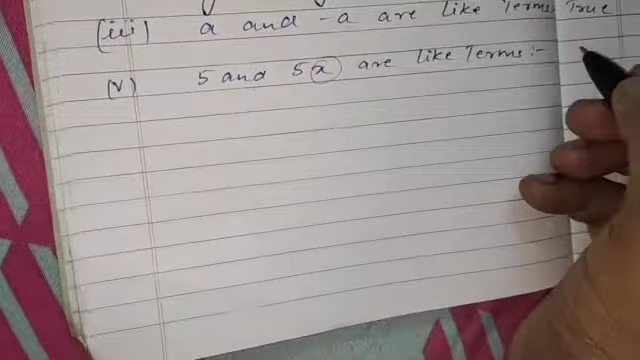 (iii) a and -a are like Terms True
(V) 5 and 5x are like Terms :-